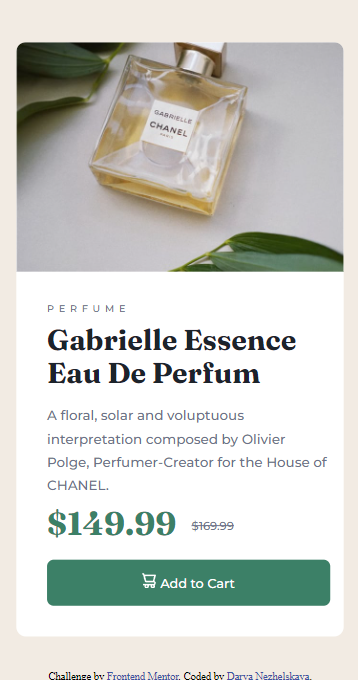 GABRIELLE
CHANEL
PARIS
PERFUME
Gabrielle Essence
Eau De Perfum
A floral, solar and voluptuous
interpretation composed by Olivier
Polge, Perfumer-Creator for the House of
CHANEL.
$149.99 $169.99
Add to Cart
Challenge by Frontend Mentor. Coded by Darya Nezhelskaya.